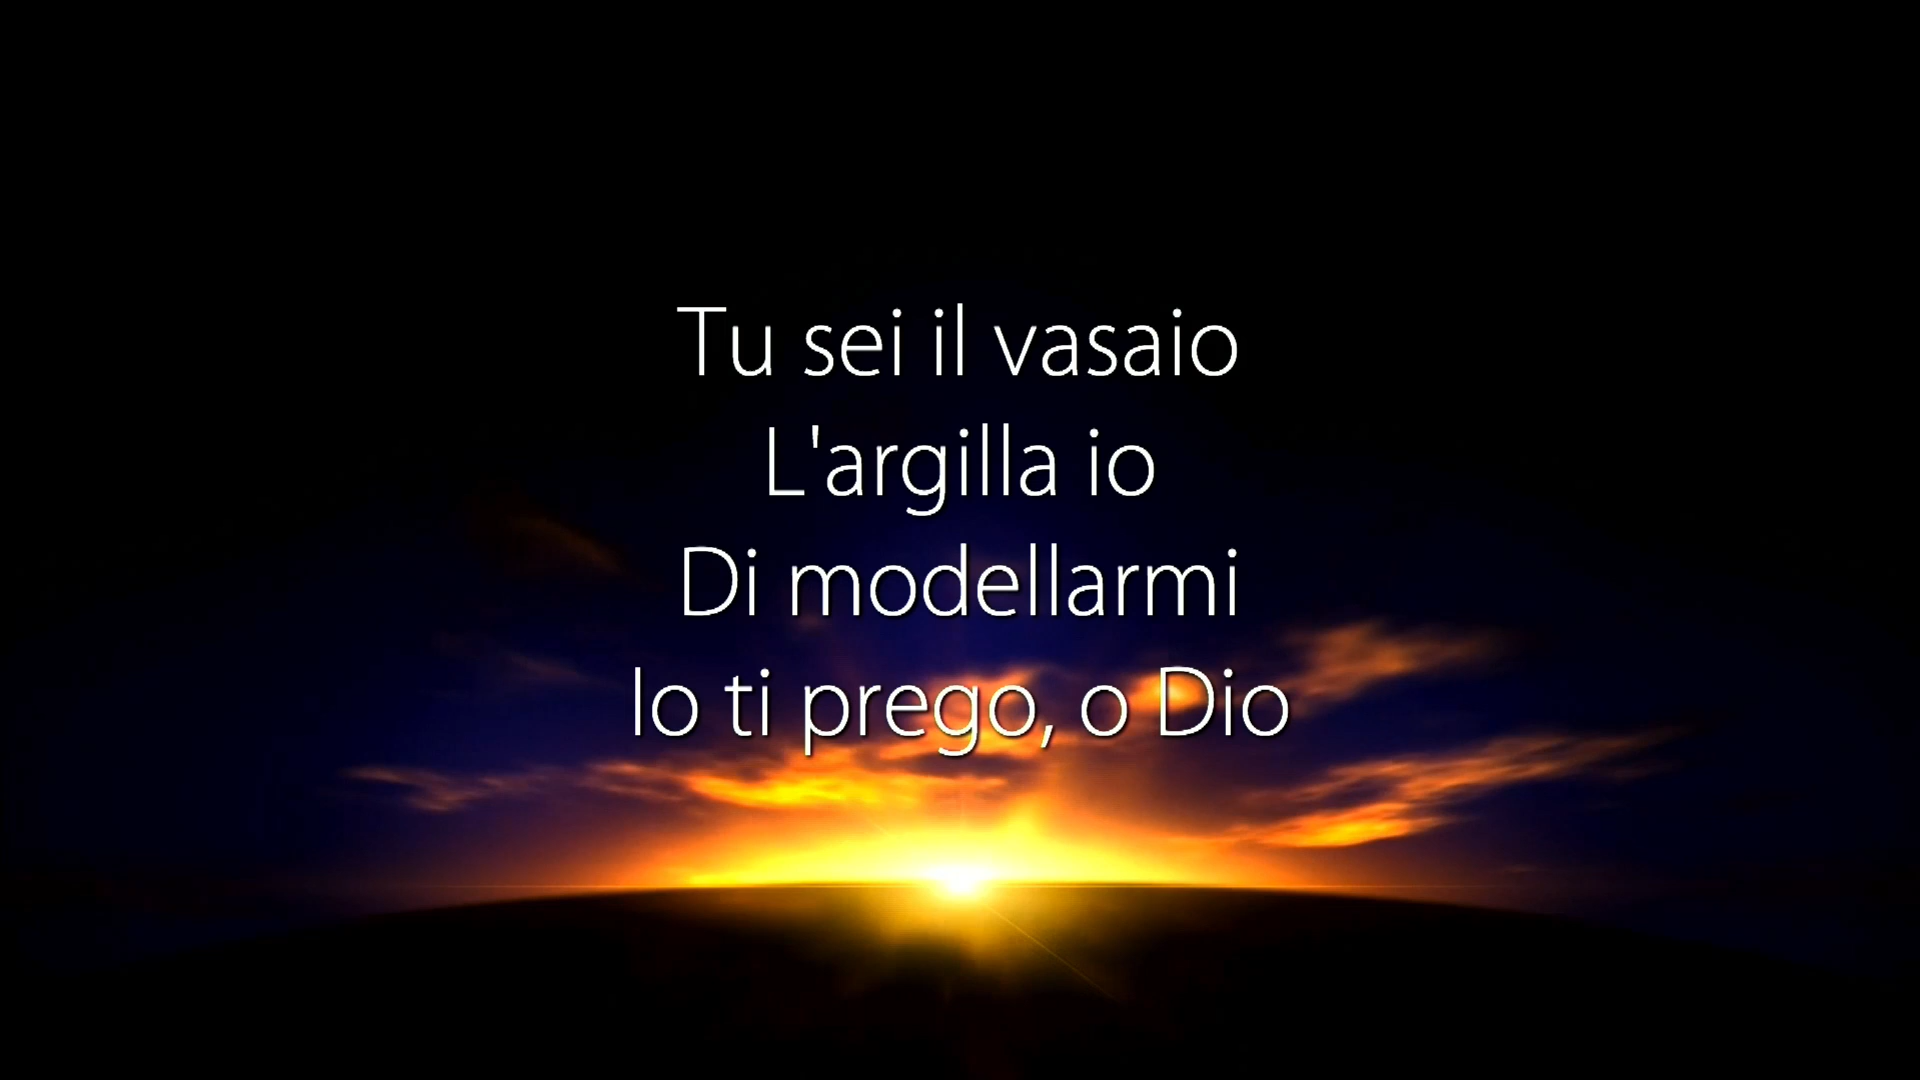 Tu sei il vasaio
L'argilla io
Di modellarmi
Io ti prego, o Dio